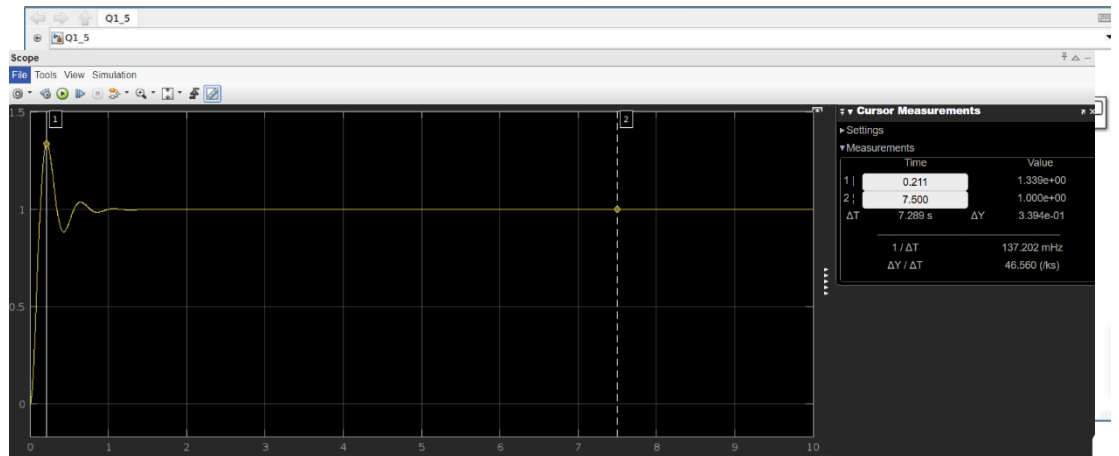 Q1_5
Q1_5
Scope
File Tools View Simulation
1.5
1
0.5
0
0 1 2 3 4 5 6 7 8 9 10
1
2
Cursor Measurements
Settings
Measurements
Time Value
1 0.211 1.339e+00
2 7.500 1.000e+00
ΔT 7.289 s ΔY 3.394e-01
1 / ΔT 137.202 mHz
ΔY / ΔT 46.560 (/ks)